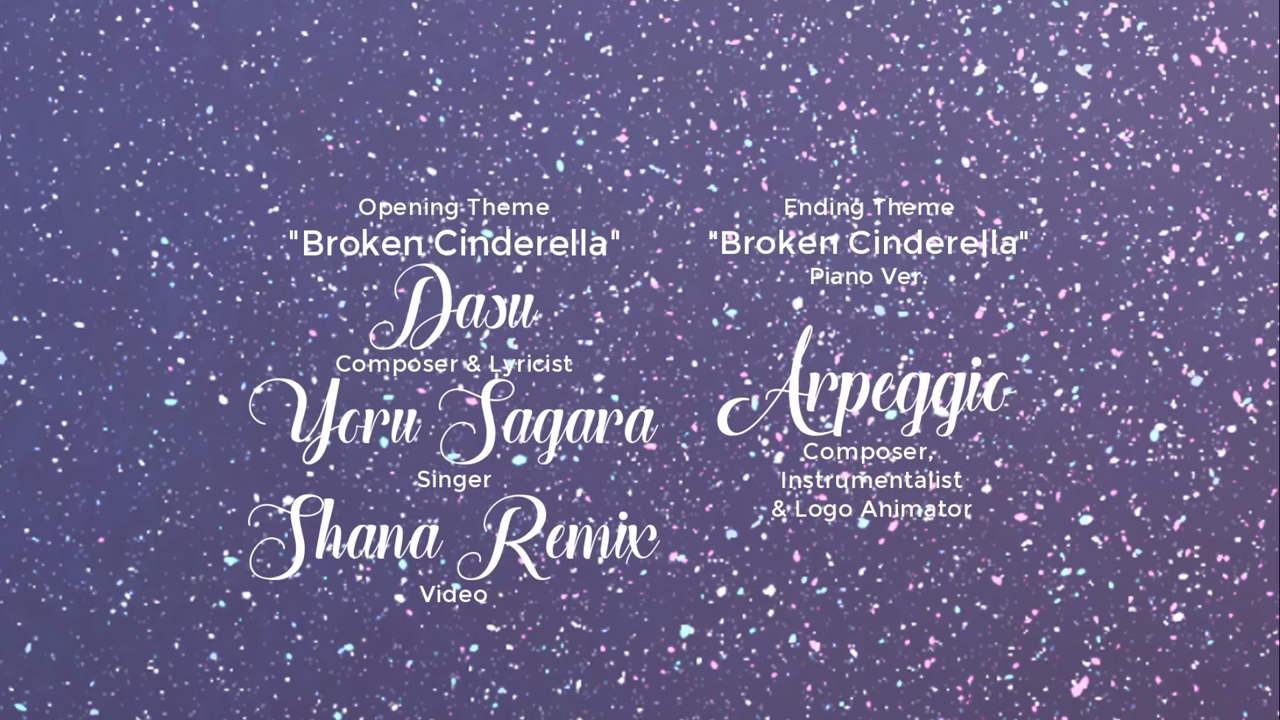 Opening Theme
"Broken Cinderella"
Dasu
Composer & Lyricist
Yoru Sagara
Singer
Shana Remix
Video
Ending Theme
"Broken Cinderella"
Piano Ver.
Arpeggio
Composer,
Instrumentalist
& Logo Animator